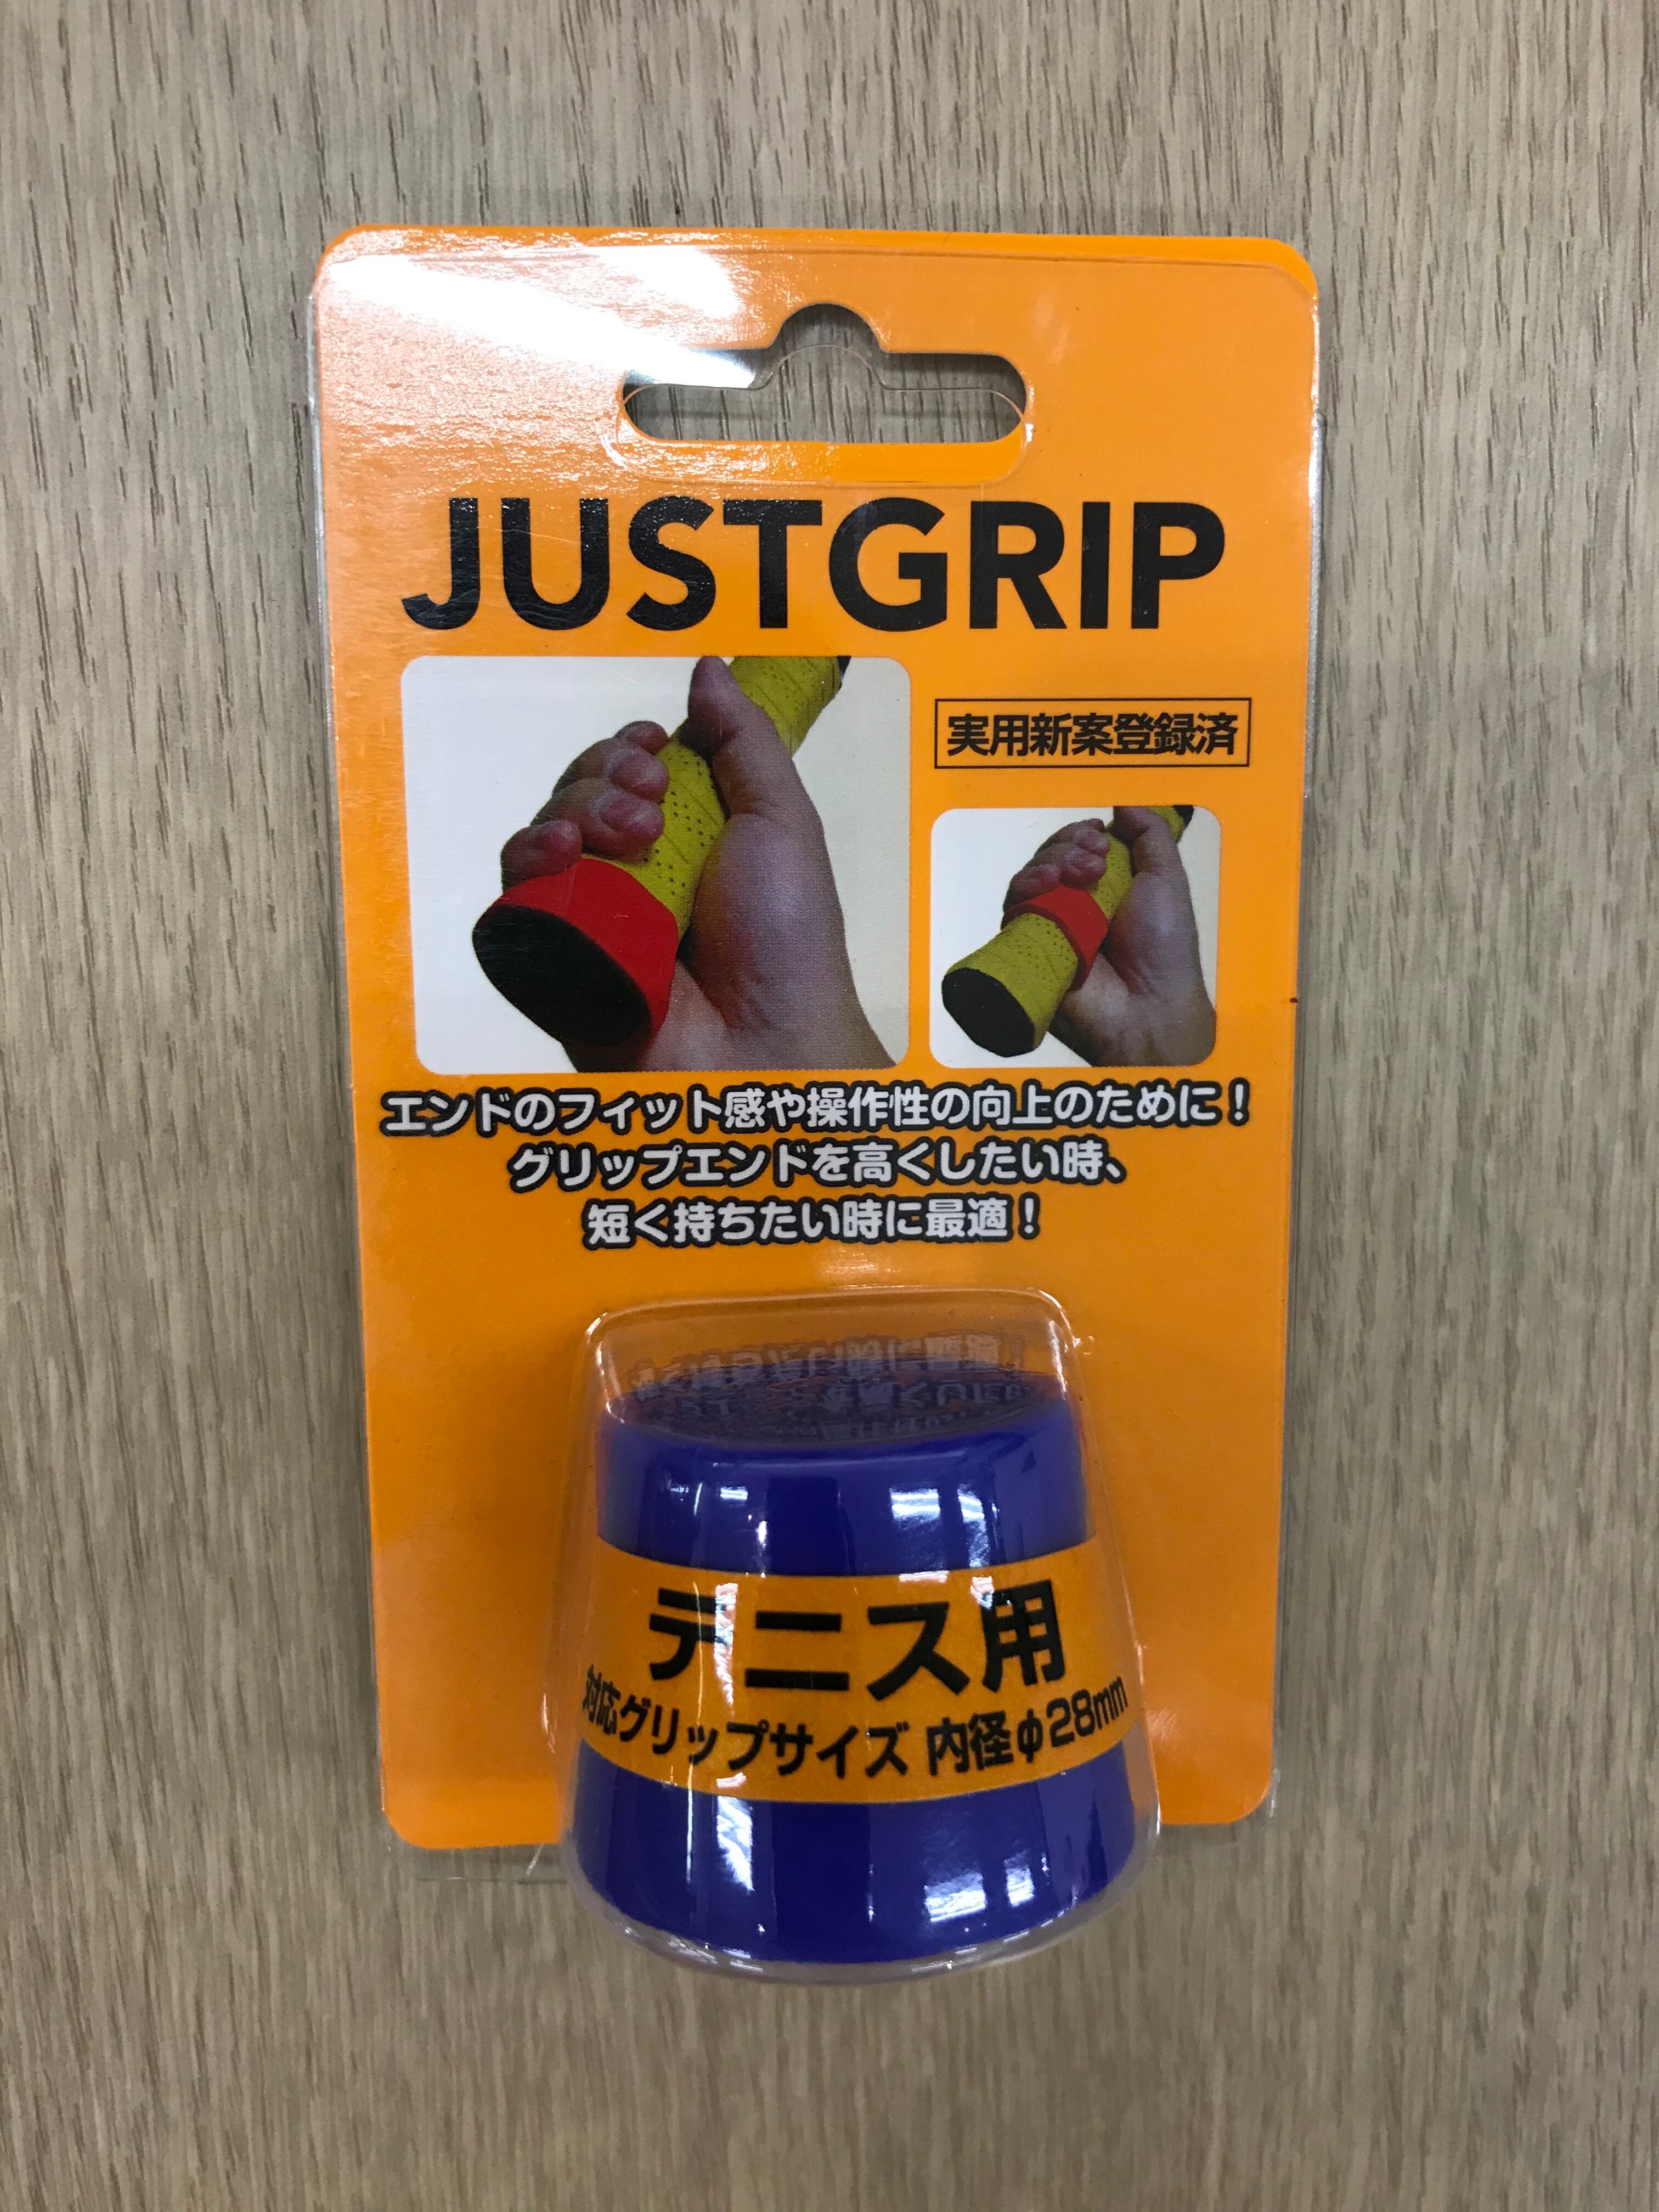 JUSTGRIP
実用新案登録済
エンドのフィット感や操作性の向上のために！
グリップエンドを高くしたい時、
短く持ちたい時に最適！
テニス用
対応グリップサイズ 内径φ28mm